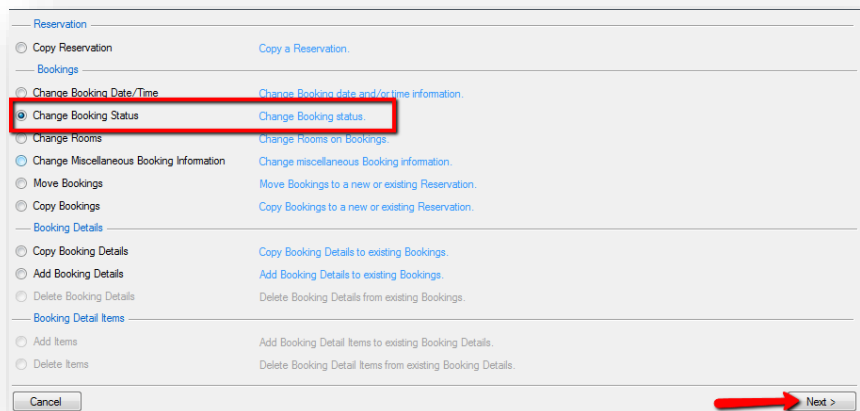 Reservation
Copy Reservation Copy a Reservation.
Bookings
Change Booking Date/Time Change Booking date and/or time information.
Change Booking Status Change Booking status.
Change Rooms Change Rooms on Bookings.
Change Miscellaneous Booking Information Change miscellaneous Booking information.
Move Bookings Move Bookings to a new or existing Reservation.
Copy Bookings Copy Bookings to a new or existing Reservation.
Booking Details
Copy Booking Details Copy Booking Details to existing Bookings.
Add Booking Details Add Booking Details to existing Bookings.
Delete Booking Details Delete Booking Details from existing Bookings.
Booking Detail Items
Add Items Add Booking Detail Items to existing Booking Details.
Delete Items Delete Booking Detail Items from existing Booking Details.
Cancel Next >